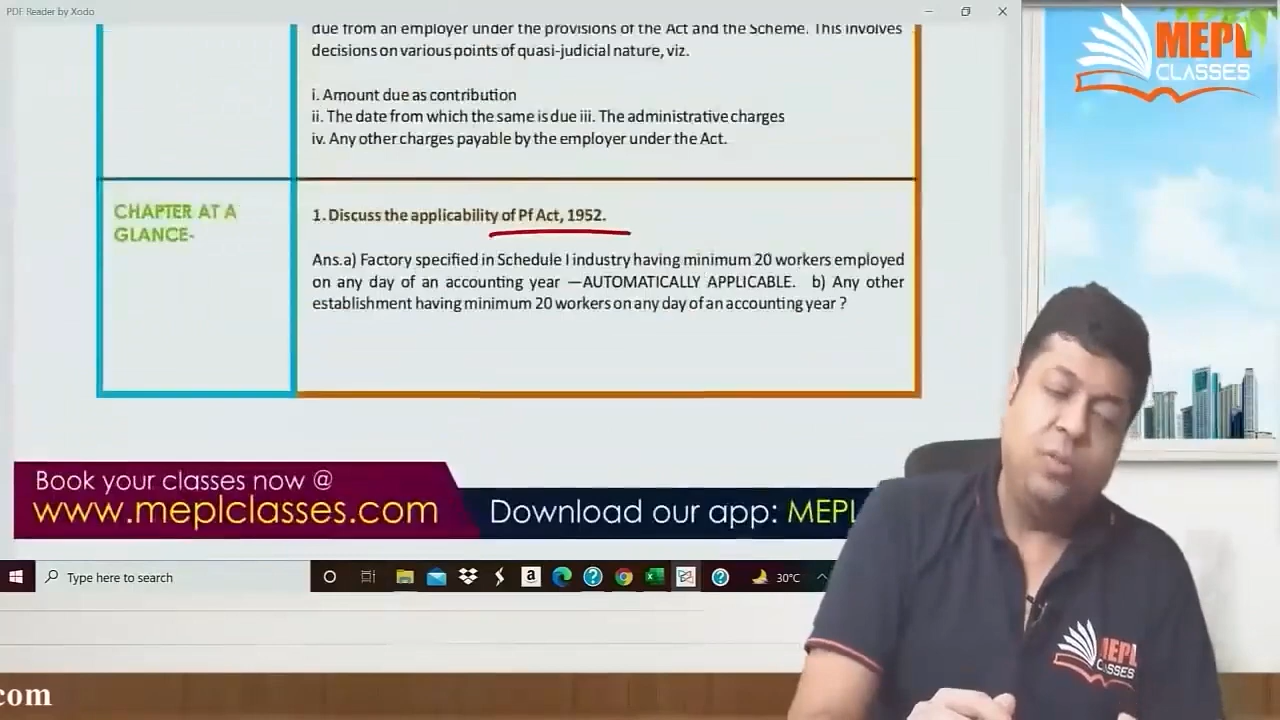 PDF Reader by Xodo
MEPL
CLASSES
due from an employer under the provisions of the Act and the Scheme. This involves
decisions on various points of quasi-judicial nature, viz.
i. Amount due as contribution
ii. The date from which the same is due iii. The administrative charges
iv. Any other charges payable by the employer under the Act.
CHAPTER AT A
GLANCE-
1. Discuss the applicability of Pf Act, 1952.
Ans.a) Factory specified in Schedule I industry having minimum 20 workers employed
on any day of an accounting year —AUTOMATICALLY APPLICABLE. b) Any other
establishment having minimum 20 workers on any day of an accounting year ?
Book your classes now @
www.meplclasses.com
Download our app: MEPL
Type here to search
a
30°C
MEPL
CLASSES
com